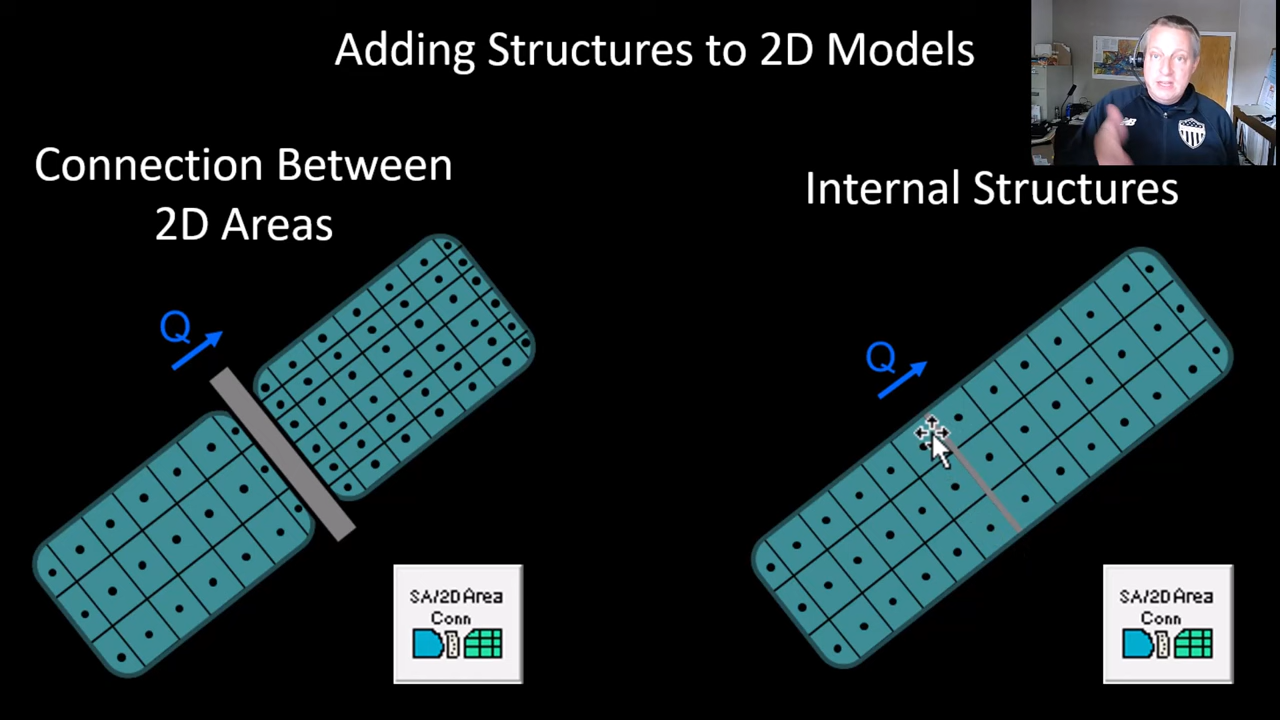 Adding Structures to 2D Models
Connection Between
2D Areas
Internal Structures
Q
Q
SA/2D Area
Conn
SA/2D Area
Conn